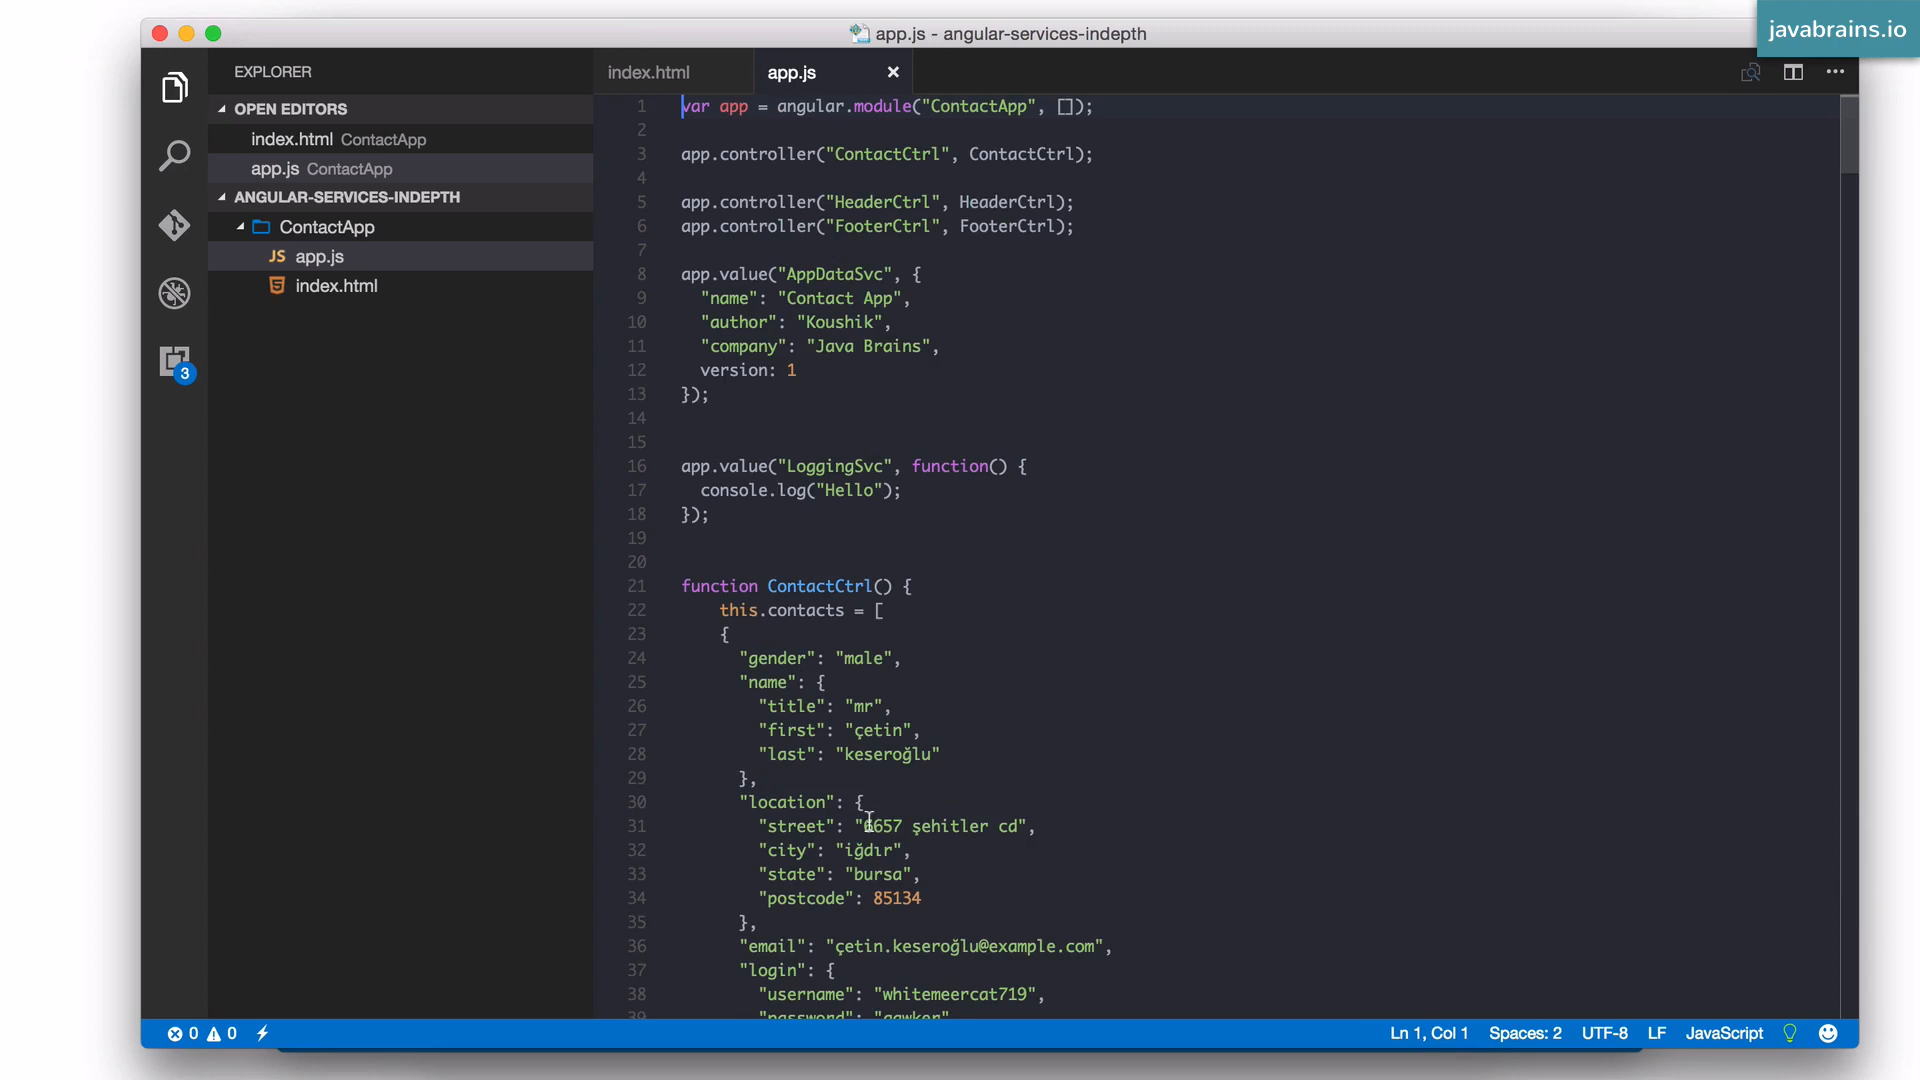 app.js - angular-services-indepth
javabrains.io
EXPLORER
OPEN EDITORS
index.html ContactApp
app.js ContactApp
ANGULAR-SERVICES-INDEPTH
ContactApp
JS app.js
index.html
3
index.html
app.js
1 var app = angular.module("ContactApp", []);
2
3 app.controller("ContactCtrl", ContactCtrl);
4
5 app.controller("HeaderCtrl", HeaderCtrl);
6 app.controller("FooterCtrl", FooterCtrl);
7
8 app.value("AppDataSvc", {
9 "name": "Contact App",
10 "author": "Koushik",
11 "company": "Java Brains",
12 version: 1
13 });
14
15
16 app.value("LoggingSvc", function() {
17 console.log("Hello");
18 });
19
20
21 function ContactCtrl() {
22 this.contacts = [
23 {
24 "gender": "male",
25 "name": {
26 "title": "mr",
27 "first": "çetin",
28 "last": "keseroğlu"
29 },
30 "location": {
31 "street": "6657 şehitler cd",
32 "city": "iğdır",
33 "state": "bursa",
34 "postcode": 85134
35 },
36 "email": "çetin.keseroğlu@example.com",
37 "login": {
38 "username": "whitemeercat719",
39 "password": "gawker"
0 0
Ln 1, Col 1 Spaces: 2 UTF-8 LF JavaScript